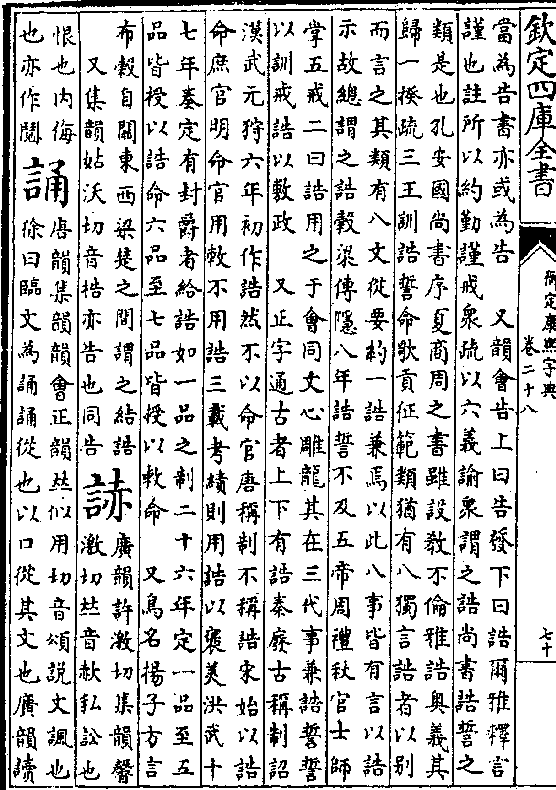 欽定四庫全書
御定康熙字典
卷二十八
七十
當為告書亦或為告　又韻會告上曰告發下曰誥爾雅釋言
謹也註所以約勤謹戒衆疏以六義諭衆謂之誥尚書誥誓之
類是也孔安國尚書序夏商周之書雖設教不倫雅誥奥義其
歸一揆疏三王訓誥誓命歌貢征範類猶有八獨言誥者以别
而言之其類有八文從要約一誥兼焉以此八事皆有言以誥
示故總謂之誥榖梁傳隱八年誥誓不及五帝周禮秋官士師
掌五戒二曰誥用之于會同文心雕龍其在三代事兼誥誓誓
以訓戒誥以敷政　又正字通古者上下有誥秦廢古稱制詔
漢武元狩六年初作誥然不以命官唐稱制不稱誥宋始以誥
命庶官明命官用敕不用誥三載考績則用誥以褒美洪武十
七年奏定有封爵者給誥如一品之制二十六年定一品至五
品皆授以誥命六品至七品皆授以敕命　又鳥名揚子方言
布榖自關東西梁楚之間謂之結誥
又集韻姑沃切音捁亦告也同告
䛥廣韻許激切集韻馨
激切𠀤音赥私訟也
恨也内侮
也亦作鬩
誦唐韻集韻韻會正韻𠀤似用切音頌説文諷也
徐曰臨文為誦誦從也以口從其文也廣韻讀